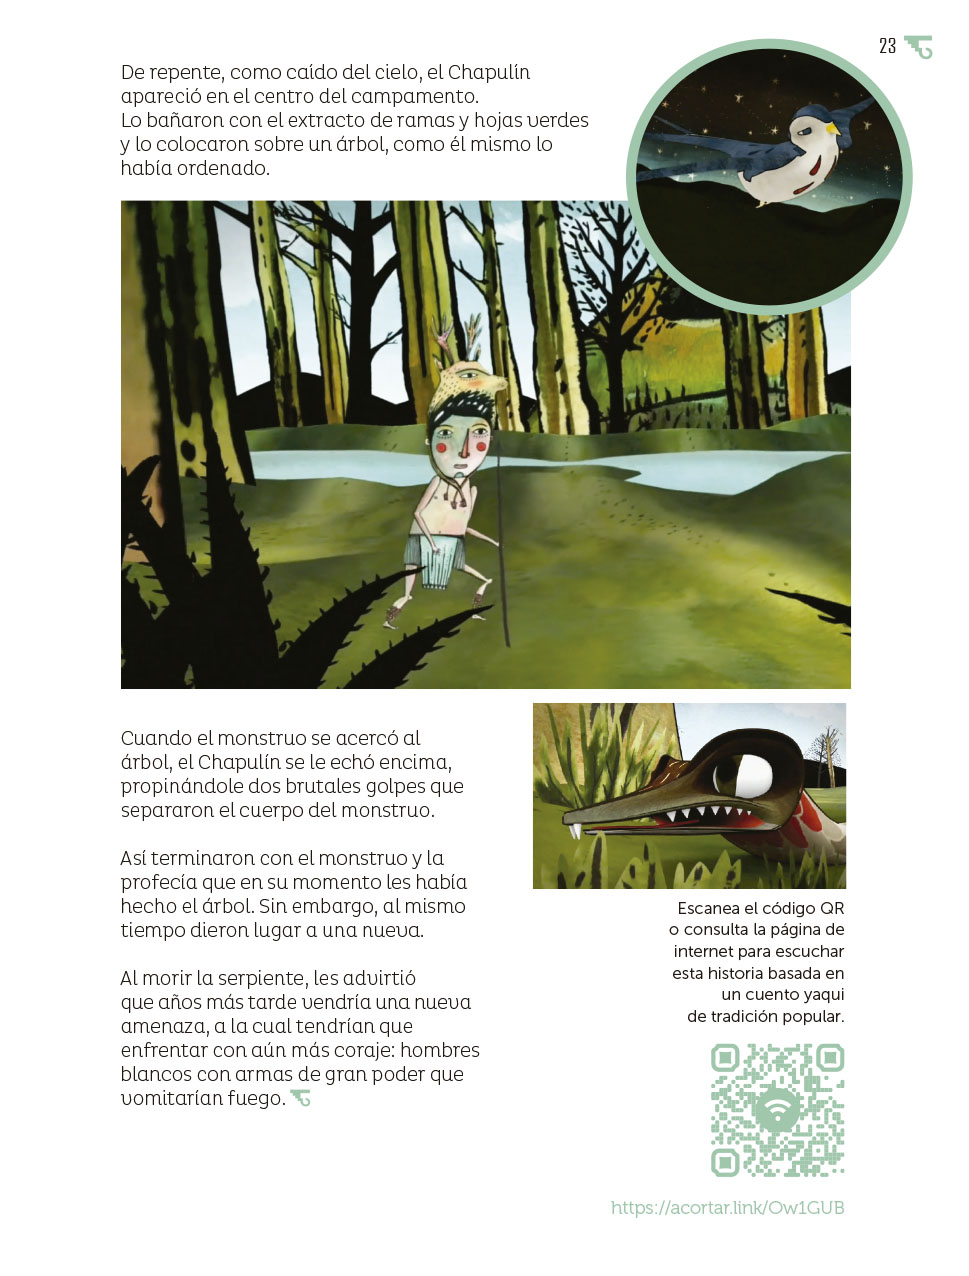 23
De repente, como caído del cielo, el Chapulín
apareció en el centro del campamento.
Lo bañaron con el extracto de ramas y hojas verdes
y lo colocaron sobre un árbol, como él mismo lo
había ordenado.
Cuando el monstruo se acercó al
árbol, el Chapulín se le echó encima,
propinándole dos brutales golpes que
separaron el cuerpo del monstruo.
Así terminaron con el monstruo y la
profecía que en su momento les había
hecho el árbol. Sin embargo, al mismo
tiempo dieron lugar a una nueva.
Al morir la serpiente, les advirtió
que años más tarde vendría una nueva
amenaza, a la cual tendrían que
enfrentar con aún más coraje: hombres
blancos con armas de gran poder que
vomitarían fuego.
Escanea el código QR
o consulta la página de
internet para escuchar
esta historia basada en
un cuento yaqui
de tradición popular.
https://acortar.link/Ow1GUB